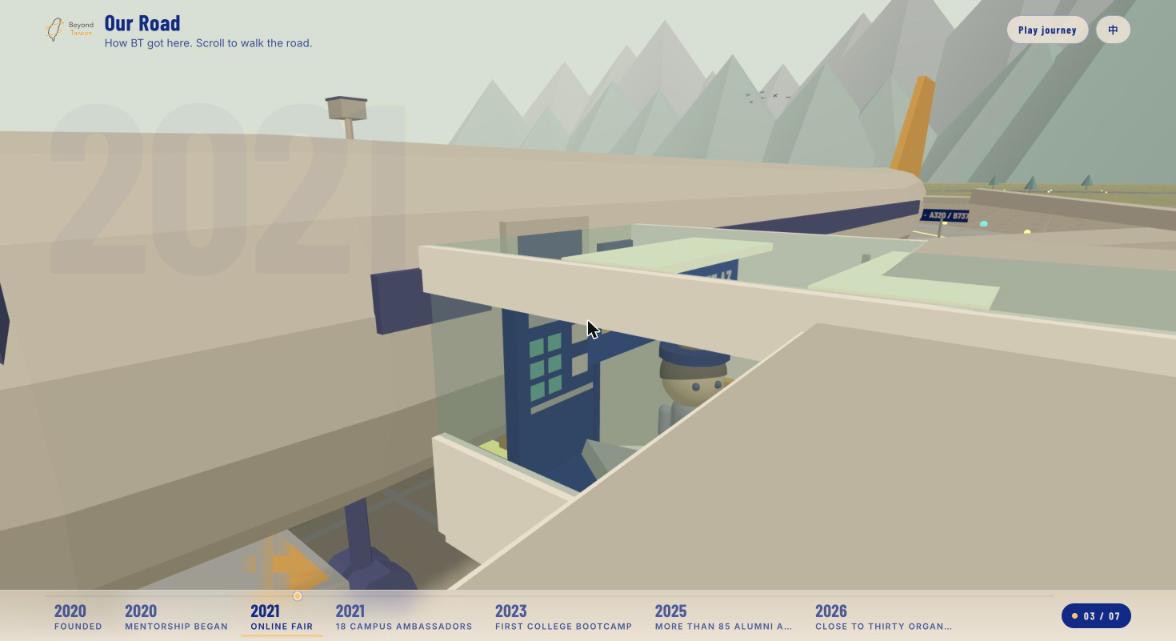 Beyond
Taiwan
Our Road
How BT got here. Scroll to walk the road.
Play journey
中
2021
A320 / B737
2020
FOUNDED
2020
MENTORSHIP BEGAN
2021
ONLINE FAIR
2021
18 CAMPUS AMBASSADORS
2023
FIRST COLLEGE BOOTCAMP
2025
MORE THAN 85 ALUMNI A...
2026
CLOSE TO THIRTY ORGAN...
03 / 07